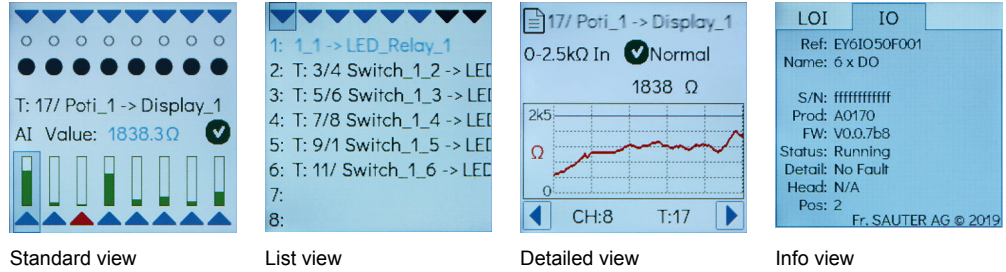 T: 17/ Poti_1 -> Display_1
AI Value: 1838.3Ω
Standard view
1: 1_1 -> LED_Relay_1
2: T: 3/4 Switch_1_2 -> LED
3: T: 5/6 Switch_1_3 -> LED
4: T: 7/8 Switch_1_4 -> LED
5: T: 9/1 Switch_1_5 -> LED
6: T: 11/ Switch_1_6 -> LED
7:
8:
List view
17/ Poti_1 -> Display_1
0-2.5kΩ In Normal
1838 Ω
2k5
Ω
0
CH:8 T:17
Detailed view
LOI IO
Ref: EY6IO50F001
Name: 6 x DO
S/N: ffffffffffff
Prod: A0170
FW: V0.0.7b8
Status: Running
Detail: No Fault
Head: N/A
Pos: 2
Fr. SAUTER AG © 2019
Info view